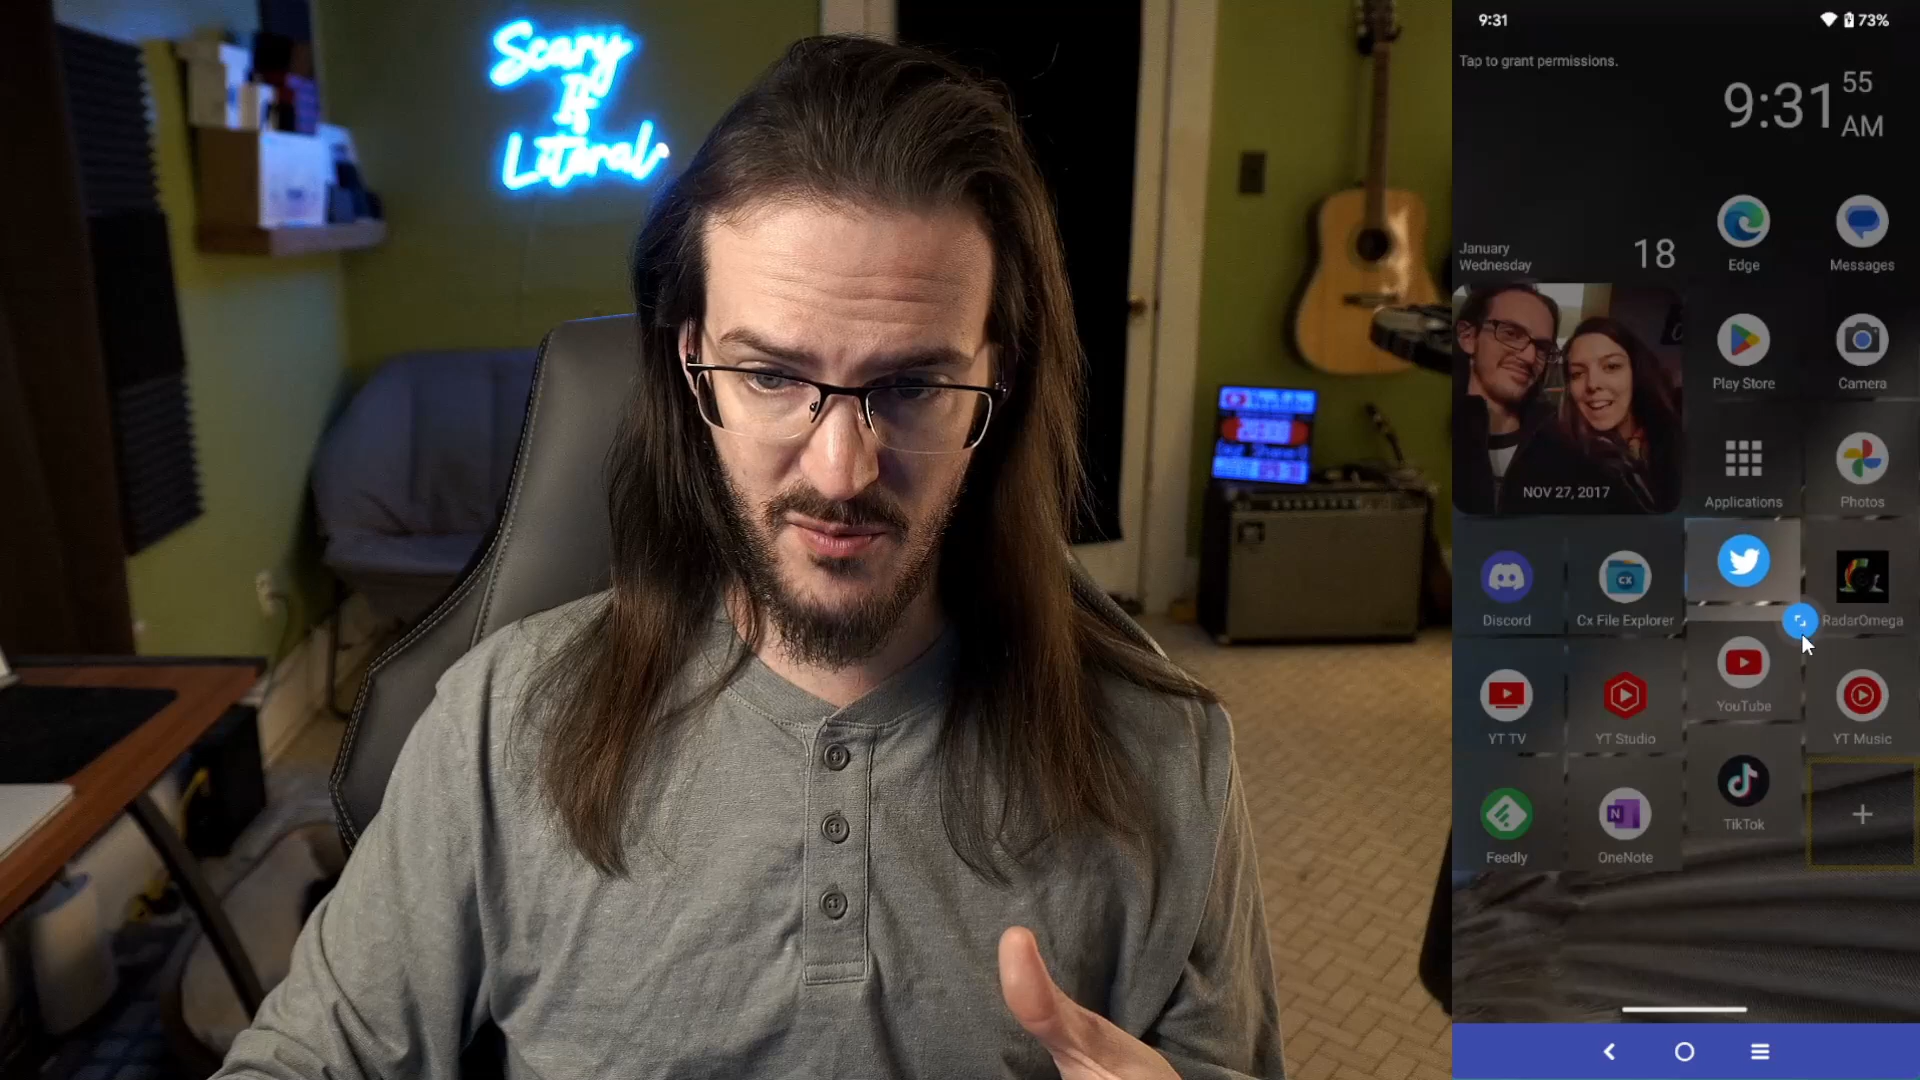 Scary
If
Literal
9:31
73%
Tap to grant permissions.
9:31
55
AM
January
Wednesday
18
Edge
Messages
Play Store
Camera
NOV 27, 2017
Applications
Photos
Discord
CX
Cx File Explorer
RadarOmega
YT TV
YT Studio
YouTube
YT Music
Feedly
N
OneNote
TikTok